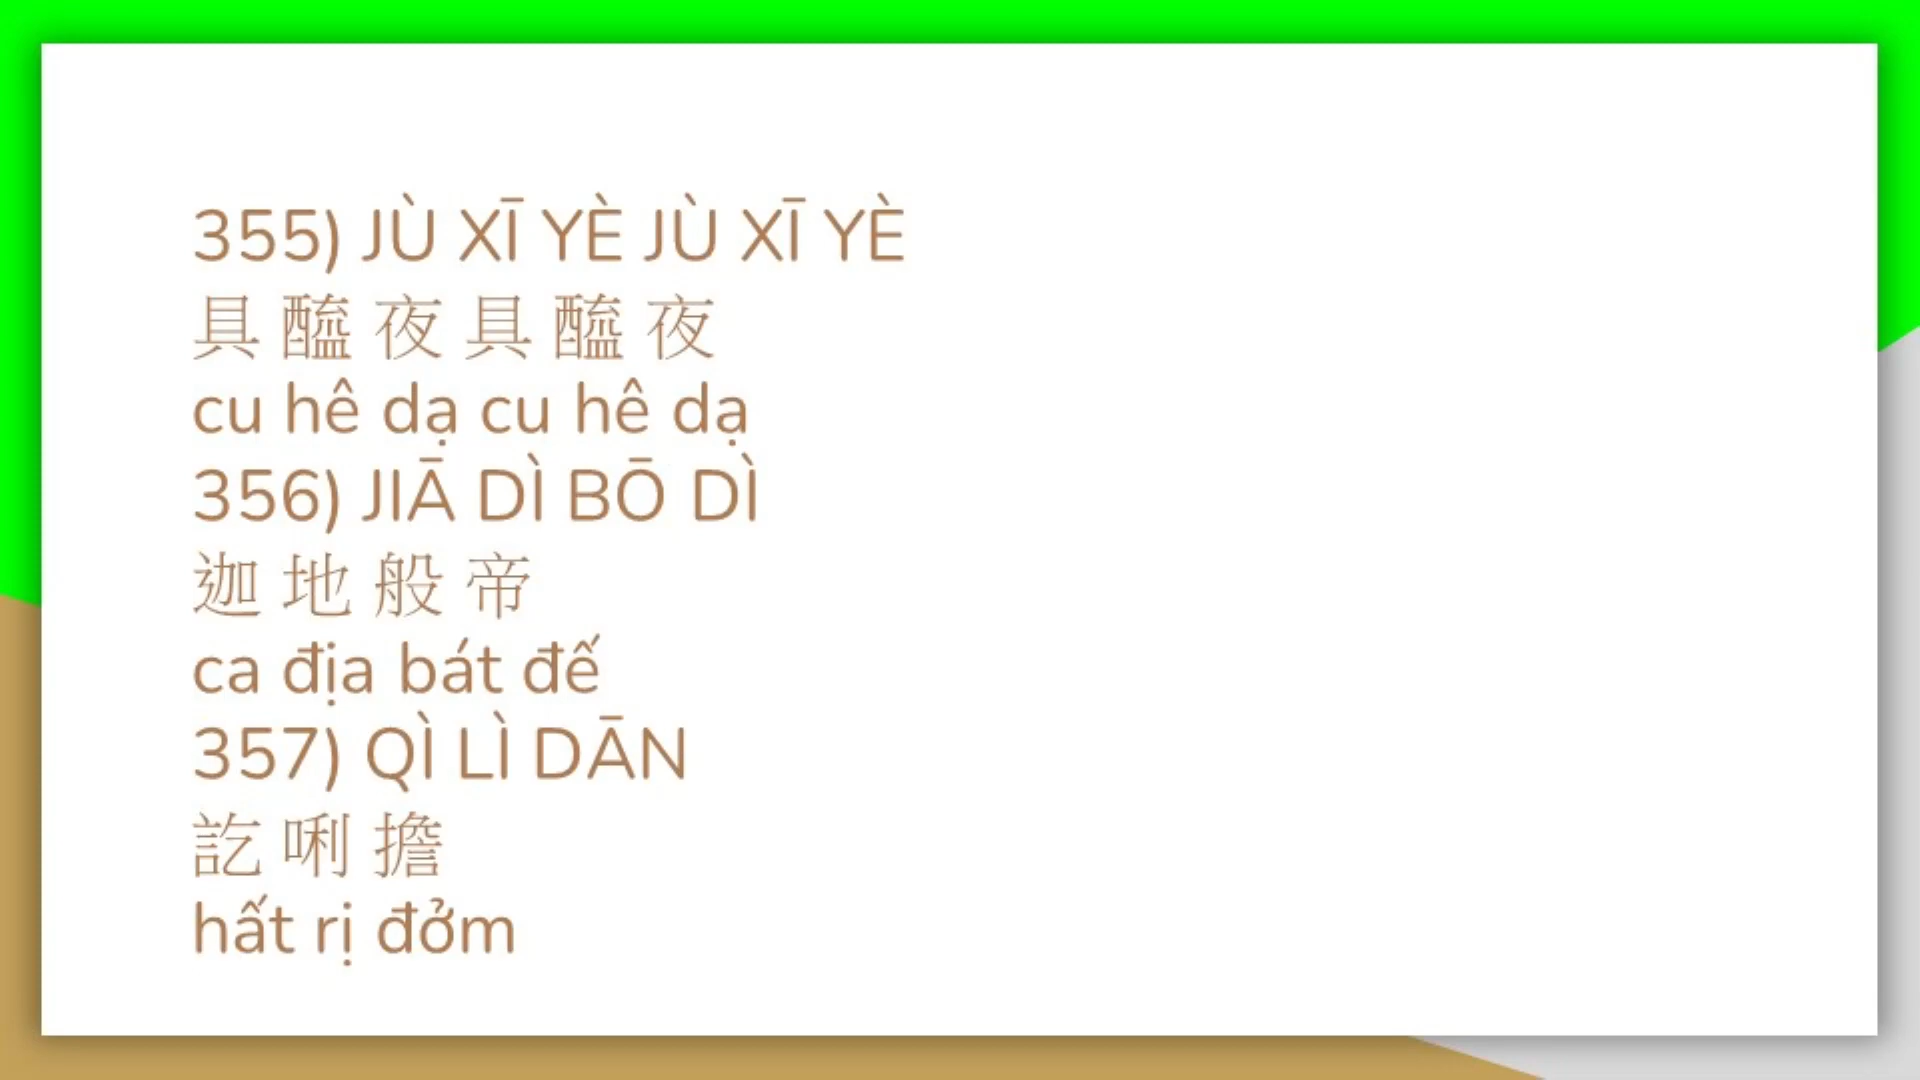 355) JÙ XĪ YÈ JÙ XĪ YÈ
具 醯 夜 具 醯 夜
cu hê dạ cu hê dạ
356) JIĀ DÌ BŌ DÌ
迦 地 般 帝
ca địa bát đế
357) QÌ LÌ DĀN
訖 唎 擔
hất rị đởm